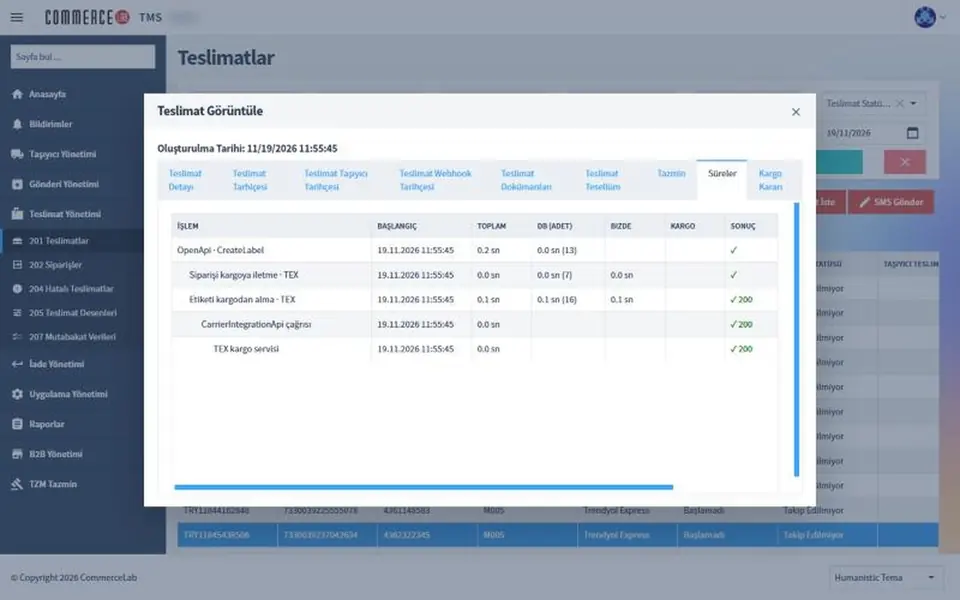 COMMERCE LAB TMS
Sayfa bul ...
Anasayfa
Bildirimler
Taşıyıcı Yönetimi
Gönderi Yönetimi
Teslimat Yönetimi
201 Teslimatlar
202 Siparişler
204 Hatalı Teslimatlar
205 Teslimat Desenleri
207 Mutabakat Verileri
İade Yönetimi
Uygulama Yönetimi
Raporlar
B2B Yönetimi
TZM Tazmin
Teslimatlar
Teslimat Statü...
19/11/2026
SMS Gönder
TAŞIYICI TESLİM
Teslimat Görüntüle
Oluşturulma Tarihi: 11/19/2026 11:55:45
Teslimat Detayı
Teslimat Tarihçesi
Teslimat Taşıyıcı Tarihçesi
Teslimat Webhook Tarihçesi
Teslimat Dokümanları
Teslimat Tesellüm
Tazmin
Süreler
Kargo Kararı
İŞLEM BAŞLANGIÇ TOPLAM DB (ADET) BIZDE KARGO SONUÇ
OpenApi · CreateLabel 19.11.2026 11:55:45 0.2 sn 0.0 sn (13) ✓
Siparişi kargoya iletme · TEX 19.11.2026 11:55:45 0.0 sn 0.0 sn (7) 0.0 sn ✓
Etiketi kargodan alma · TEX 19.11.2026 11:55:45 0.1 sn 0.1 sn (16) 0.1 sn ✓ 200
CarrierIntegrationApi çağrısı 19.11.2026 11:55:45 0.0 sn ✓ 200
TEX kargo servisi 19.11.2026 11:55:45 0.0 sn ✓ 200
M005 Trendyol Express Başlamadı Takip Edilmiyor
TRY11845438506 7330039237042634 4362322345 M005 Trendyol Express Başlamadı Takip Edilmiyor
© Copyright 2026 CommerceLab
Humanistic Tema